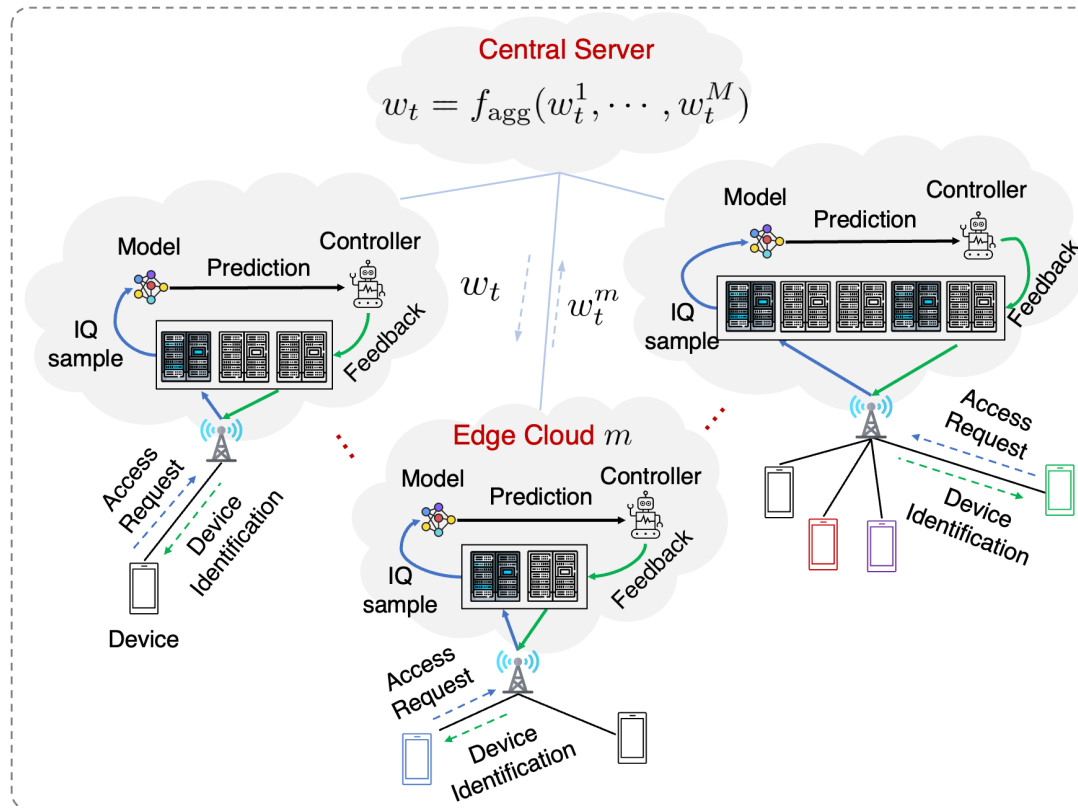 Central Server
w_t = f_agg(w_t^1, ⋯ , w_t^M)
Model
Prediction
Controller
IQ
sample
Feedback
Access
Request
Device
Identification
Device
w_t
w_t^m
Model
Prediction
Controller
IQ
sample
Feedback
Access
Request
Device
Identification
Edge Cloud m
Model
Prediction
Controller
IQ
sample
Feedback
Access
Request
Device
Identification